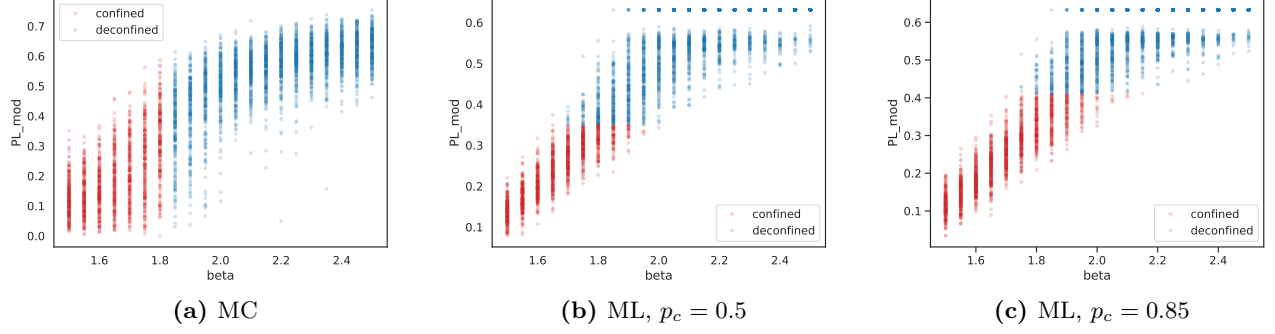 confined
deconfined
PL_mod
0.7
0.6
0.5
0.4
0.3
0.2
0.1
0.0
1.6 1.8 2.0 2.2 2.4
beta
(a) MC
PL_mod
0.6
0.5
0.4
0.3
0.2
0.1
confined
deconfined
1.6 1.8 2.0 2.2 2.4
beta
(b) ML, p_c = 0.5
PL_mod
0.6
0.5
0.4
0.3
0.2
0.1
confined
deconfined
1.6 1.8 2.0 2.2 2.4
beta
(c) ML, p_c = 0.85